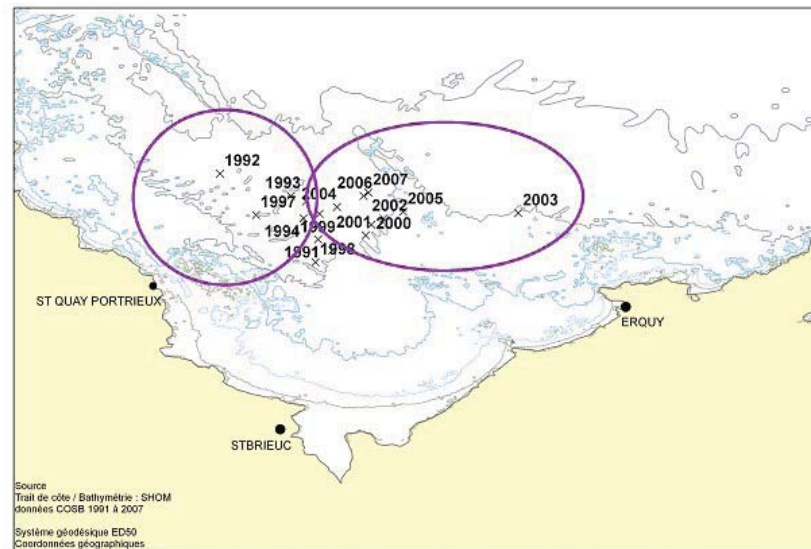 1992
1993
2006 2007
1997
2004
2002 2005
2003
1994 1999
2001 2000
1991 1998
ST QUAY PORTRIEUX
ERQUY
STBRIEUC
Source
Trait de côte / Bathymétrie : SHOM
données COSB 1991 à 2007
Système géodésique ED50
Coordonnées géographiques